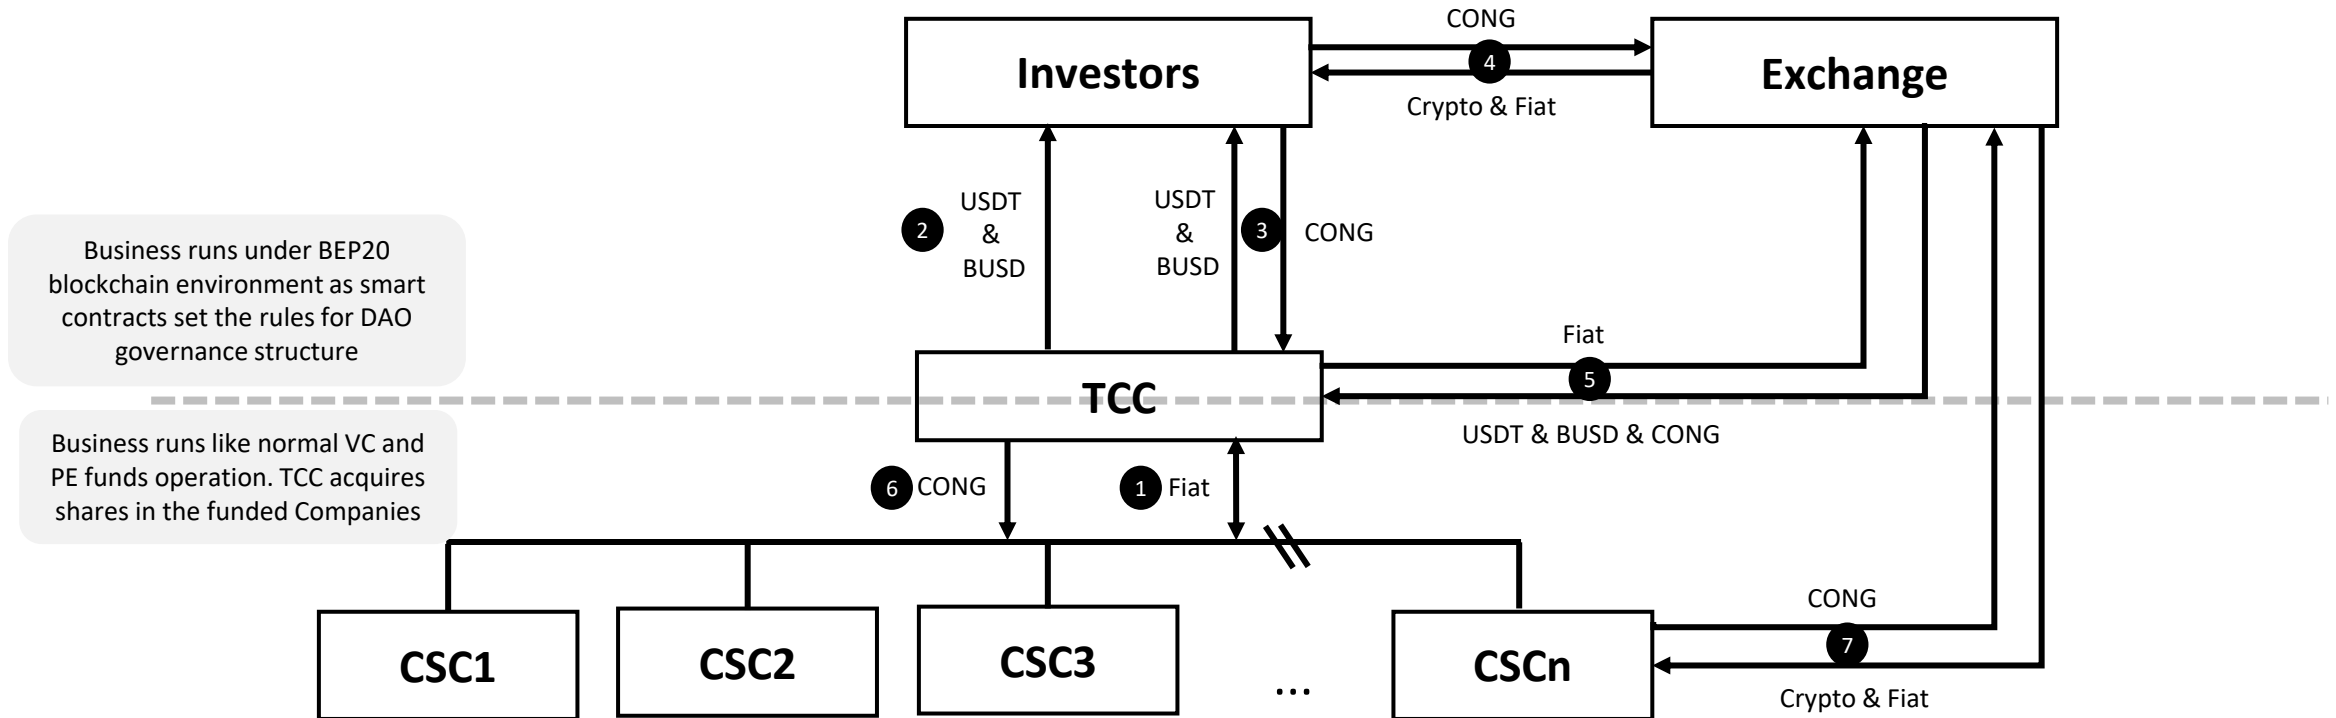 CONG
Investors
4
Exchange
Crypto & Fiat
2
USDT
&
BUSD
USDT
&
BUSD
3
CONG
Business runs under BEP20
blockchain environment as smart
contracts set the rules for DAO
governance structure
Fiat
5
TCC
USDT & BUSD & CONG
Business runs like normal VC and
PE funds operation. TCC acquires
shares in the funded Companies
6
CONG
1
Fiat
CONG
7
Crypto & Fiat
CSC1
CSC2
CSC3
...
CSCn